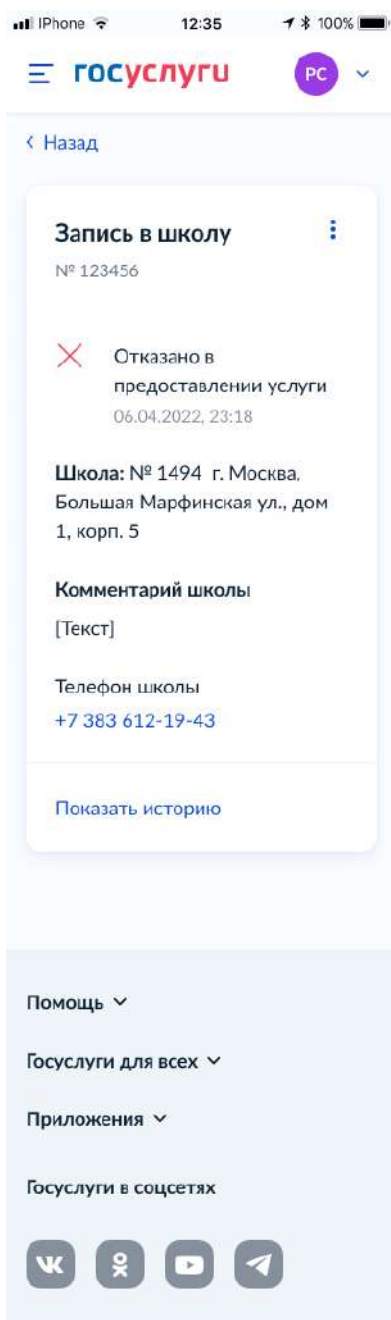 IPhone 12:35 100%
госуслуги РС
Назад
Запись в школу
№ 123456
Отказано в
предоставлении услуги
06.04.2022, 23:18
Школа: № 1494 г. Москва,
Большая Марфинская ул., дом
1, корп. 5
Комментарий школы
[Текст]
Телефон школы
+7 383 612-19-43
Показать историю
Помощь
Госуслуги для всех
Приложения
Госуслуги в соцсетях